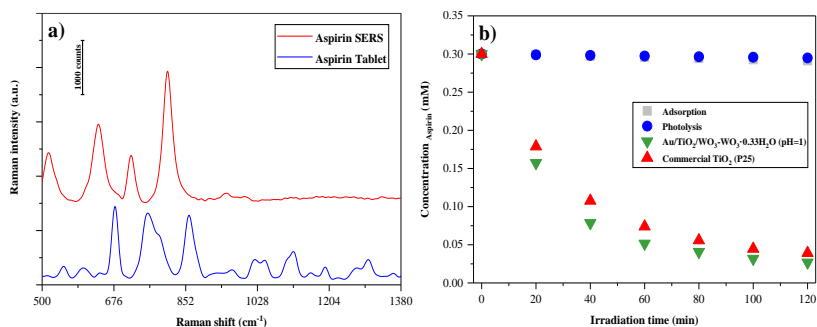 a)
1000 counts
Aspirin SERS
Aspirin Tablet
Raman intensity (a.u.)
500 676 852 1028 1204 1380
Raman shift (cm⁻¹)
b)
0.35
0.30
0.25
0.20
0.15
0.10
0.05
0.00
Concentration Aspirin (mM)
Adsorption
Photolysis
Au/TiO₂/WO₃-WO₃·0.33H₂O (pH=1)
Commercial TiO₂ (P25)
0 20 40 60 80 100 120
Irradiation time (min)